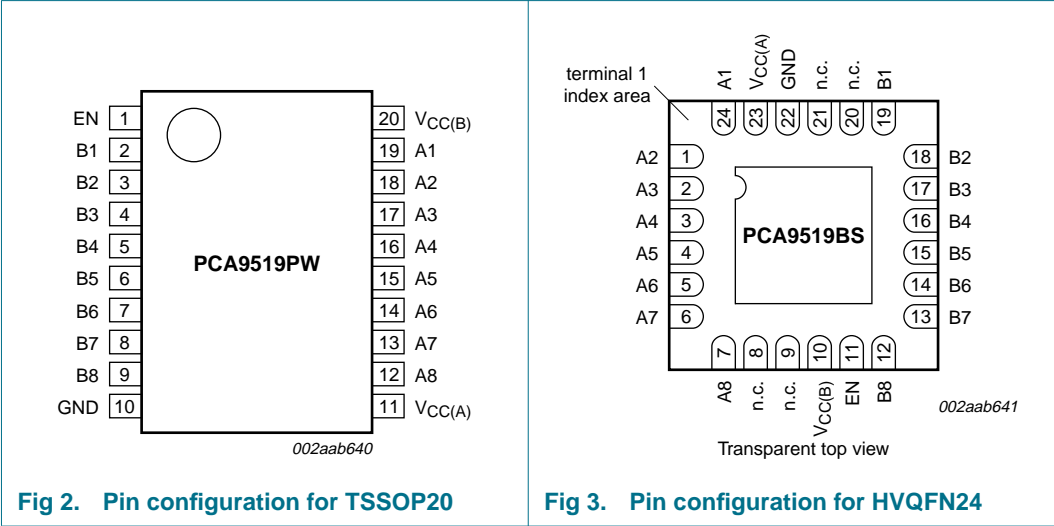 EN 1
B1 2
B2 3
B3 4
B4 5
B5 6
B6 7
B7 8
B8 9
GND 10
PCA9519PW
20 VCC(B)
19 A1
18 A2
17 A3
16 A4
15 A5
14 A6
13 A7
12 A8
11 VCC(A)
002aab640
Fig 2. Pin configuration for TSSOP20
terminal 1
index area
A1
VCC(A)
GND
n.c.
n.c.
B1
24
23
22
21
20
19
A2 1
A3 2
A4 3
A5 4
A6 5
A7 6
PCA9519BS
18 B2
17 B3
16 B4
15 B5
14 B6
13 B7
7
8
9
10
11
12
A8
n.c.
n.c.
VCC(B)
EN
B8
002aab641
Transparent top view
Fig 3. Pin configuration for HVQFN24